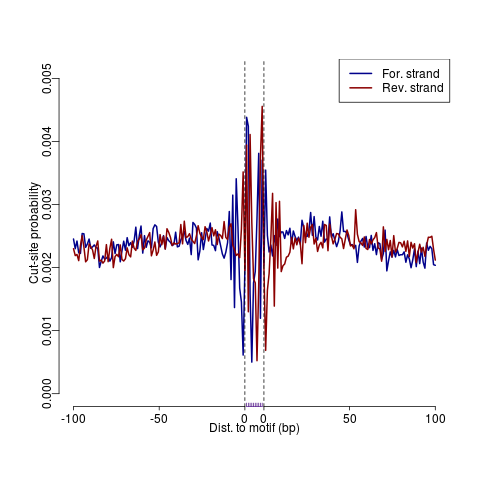 For. strand
Rev. strand
Cut-site probability
0.005
0.004
0.003
0.002
0.001
0.000
-100 -50 0 0 50 100
Dist. to motif (bp)